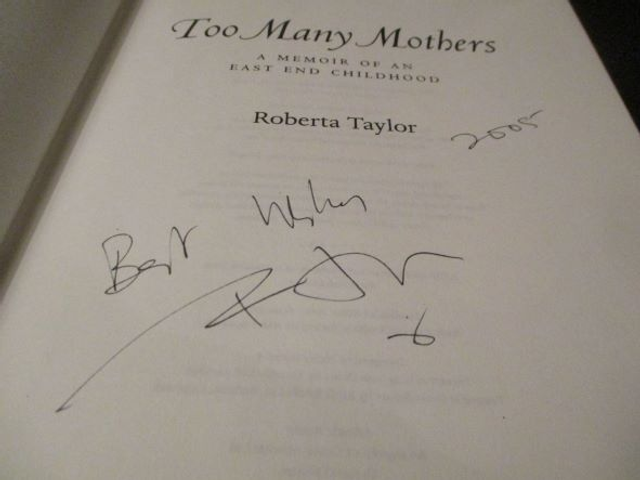 Too Many Mothers
A MEMOIR OF AN
EAST END CHILDHOOD
Roberta Taylor
2005
Best Wishes